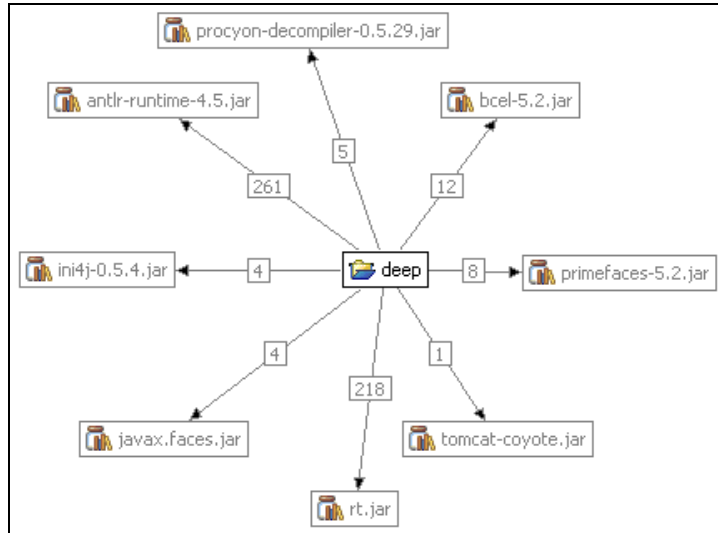 procyon-decompiler-0.5.29.jar
antlr-runtime-4.5.jar
bcel-5.2.jar
5
261
12
ini4j-0.5.4.jar
4
deep
8
primefaces-5.2.jar
4
1
218
javax.faces.jar
tomcat-coyote.jar
rt.jar